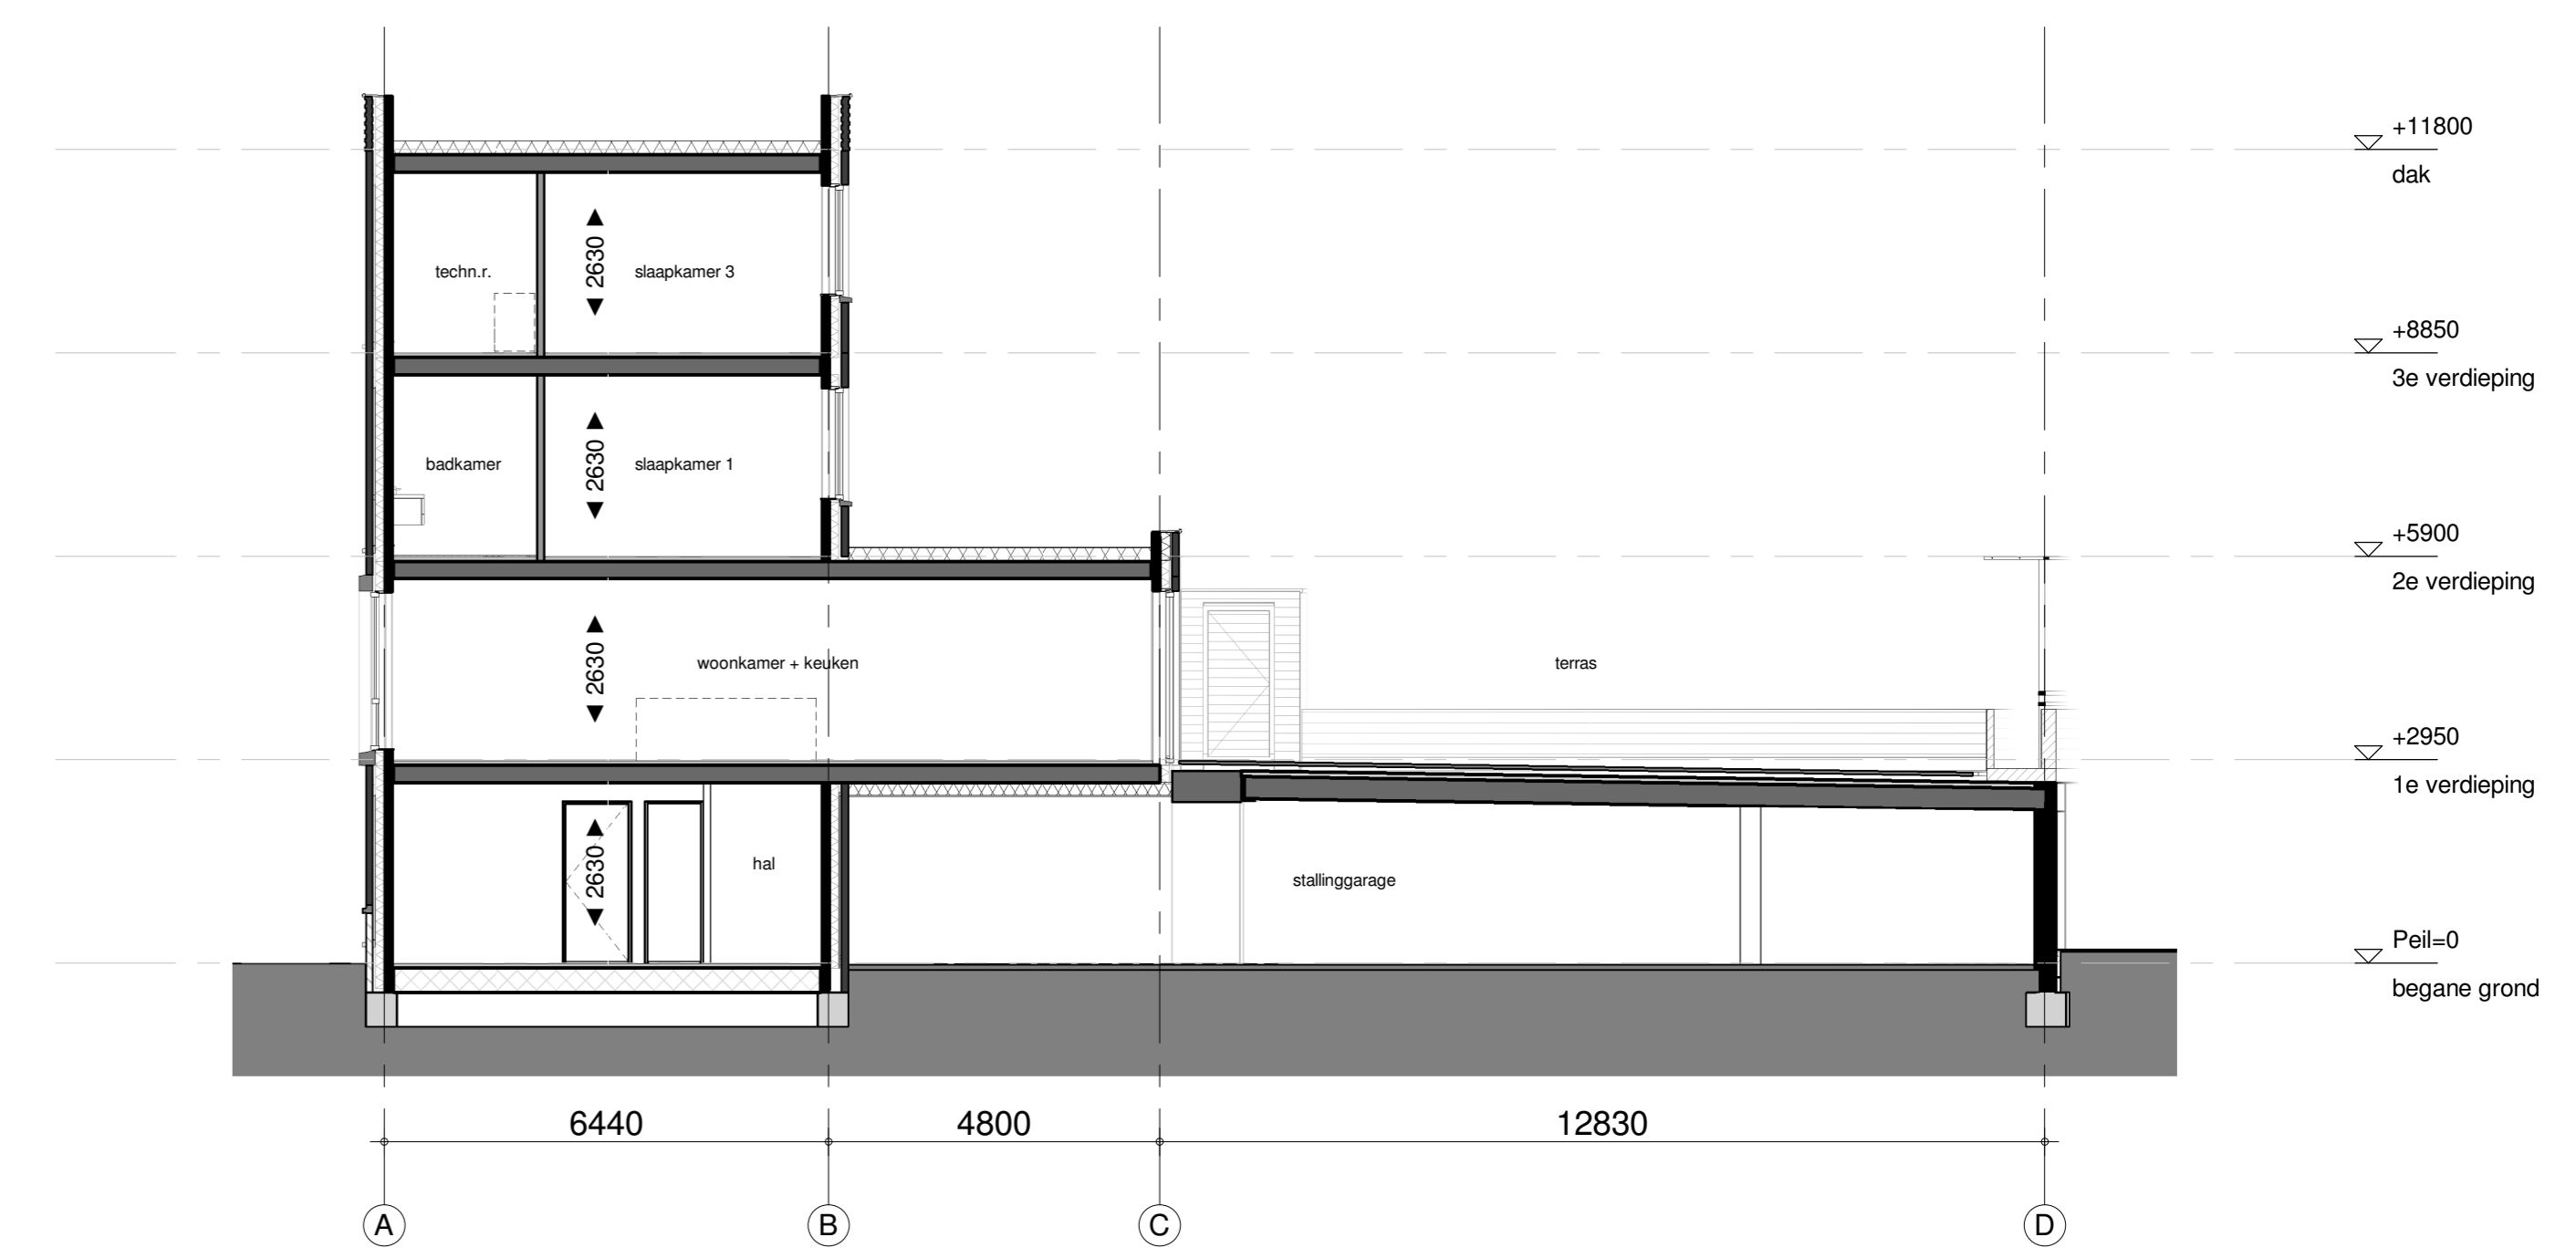 +11800
dak
techn.r.
2630
slaapkamer 3
+8850
3e verdieping
badkamer
2630
slaapkamer 1
+5900
2e verdieping
2630
woonkamer + keuken
terras
+2950
1e verdieping
2630
hal
stallinggarage
Peil=0
begane grond
6440
4800
12830
A
B
C
D